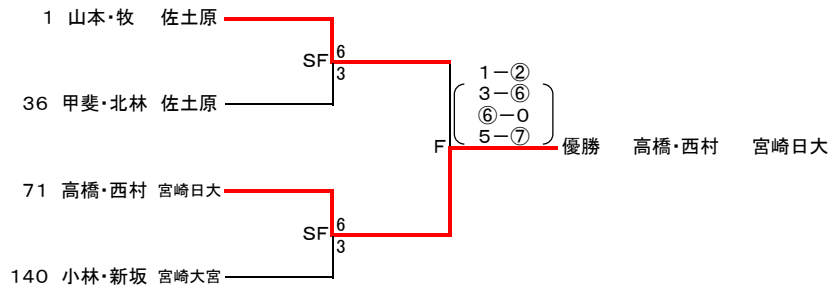 1 山本・牧 佐土原
SF 6
3
36 甲斐・北林 佐土原
1－②
3－⑥
⑥－0
5－⑦
F
優勝 高橋・西村 宮崎日大
71 高橋・西村 宮崎日大
SF 6
3
140 小林・新坂 宮崎大宮